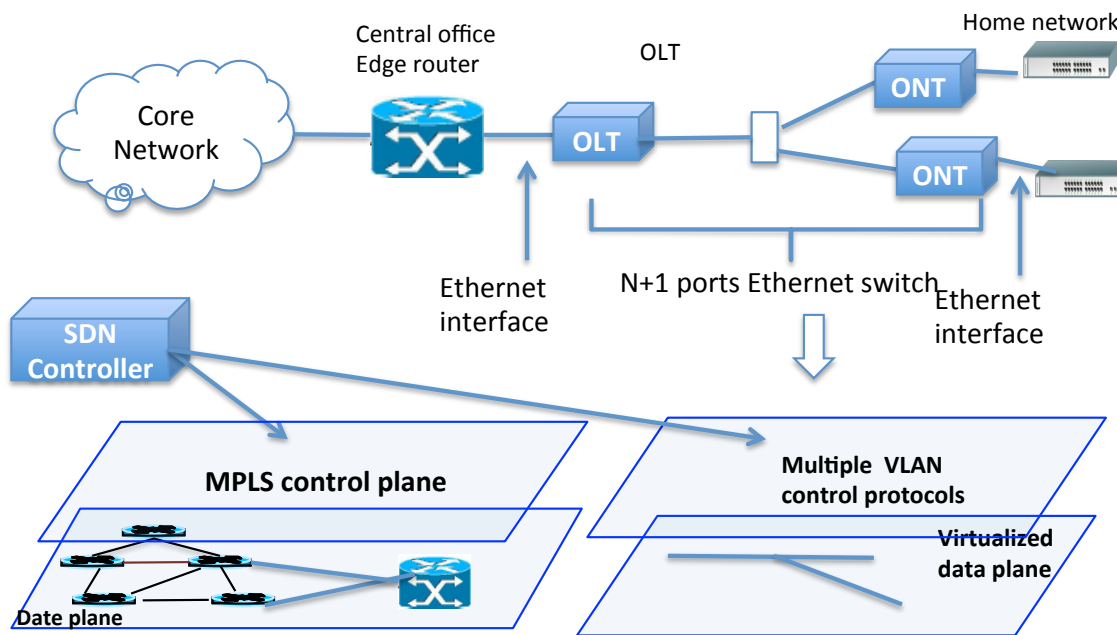 Home network
Central office
Edge router
OLT
Core
Network
OLT
ONT
ONT
Ethernet
interface
N+1 ports Ethernet switch
Ethernet
interface
SDN
Controller
MPLS control plane
Multiple VLAN
control protocols
Virtualized
data plane
Date plane